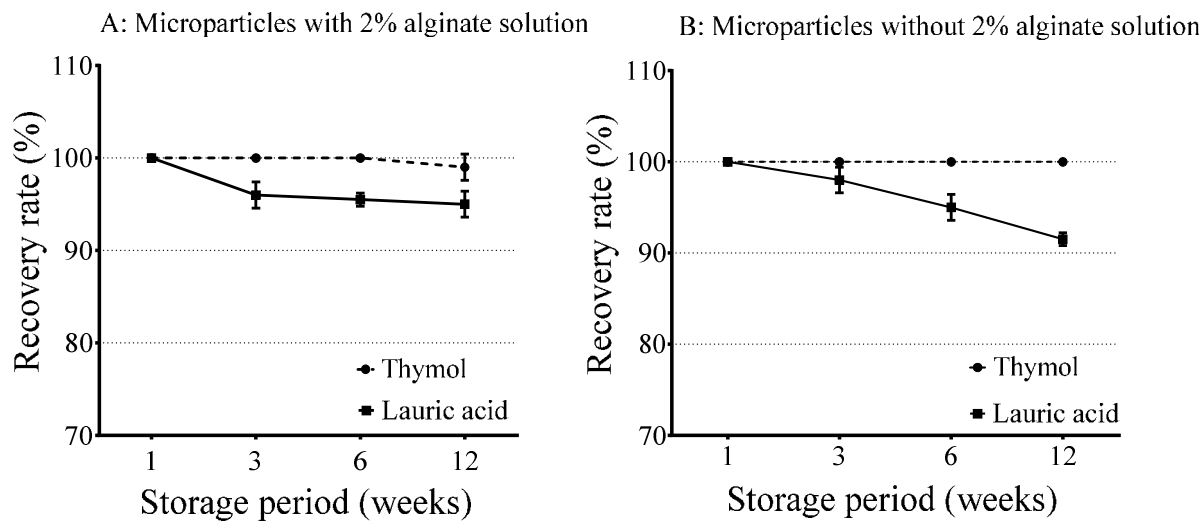 A: Microparticles with 2% alginate solution
110
100
90
80
70
Recovery rate (%)
Thymol
Lauric acid
1 3 6 12
Storage period (weeks)
B: Microparticles without 2% alginate solution
110
100
90
80
70
Recovery rate (%)
Thymol
Lauric acid
1 3 6 12
Storage period (weeks)